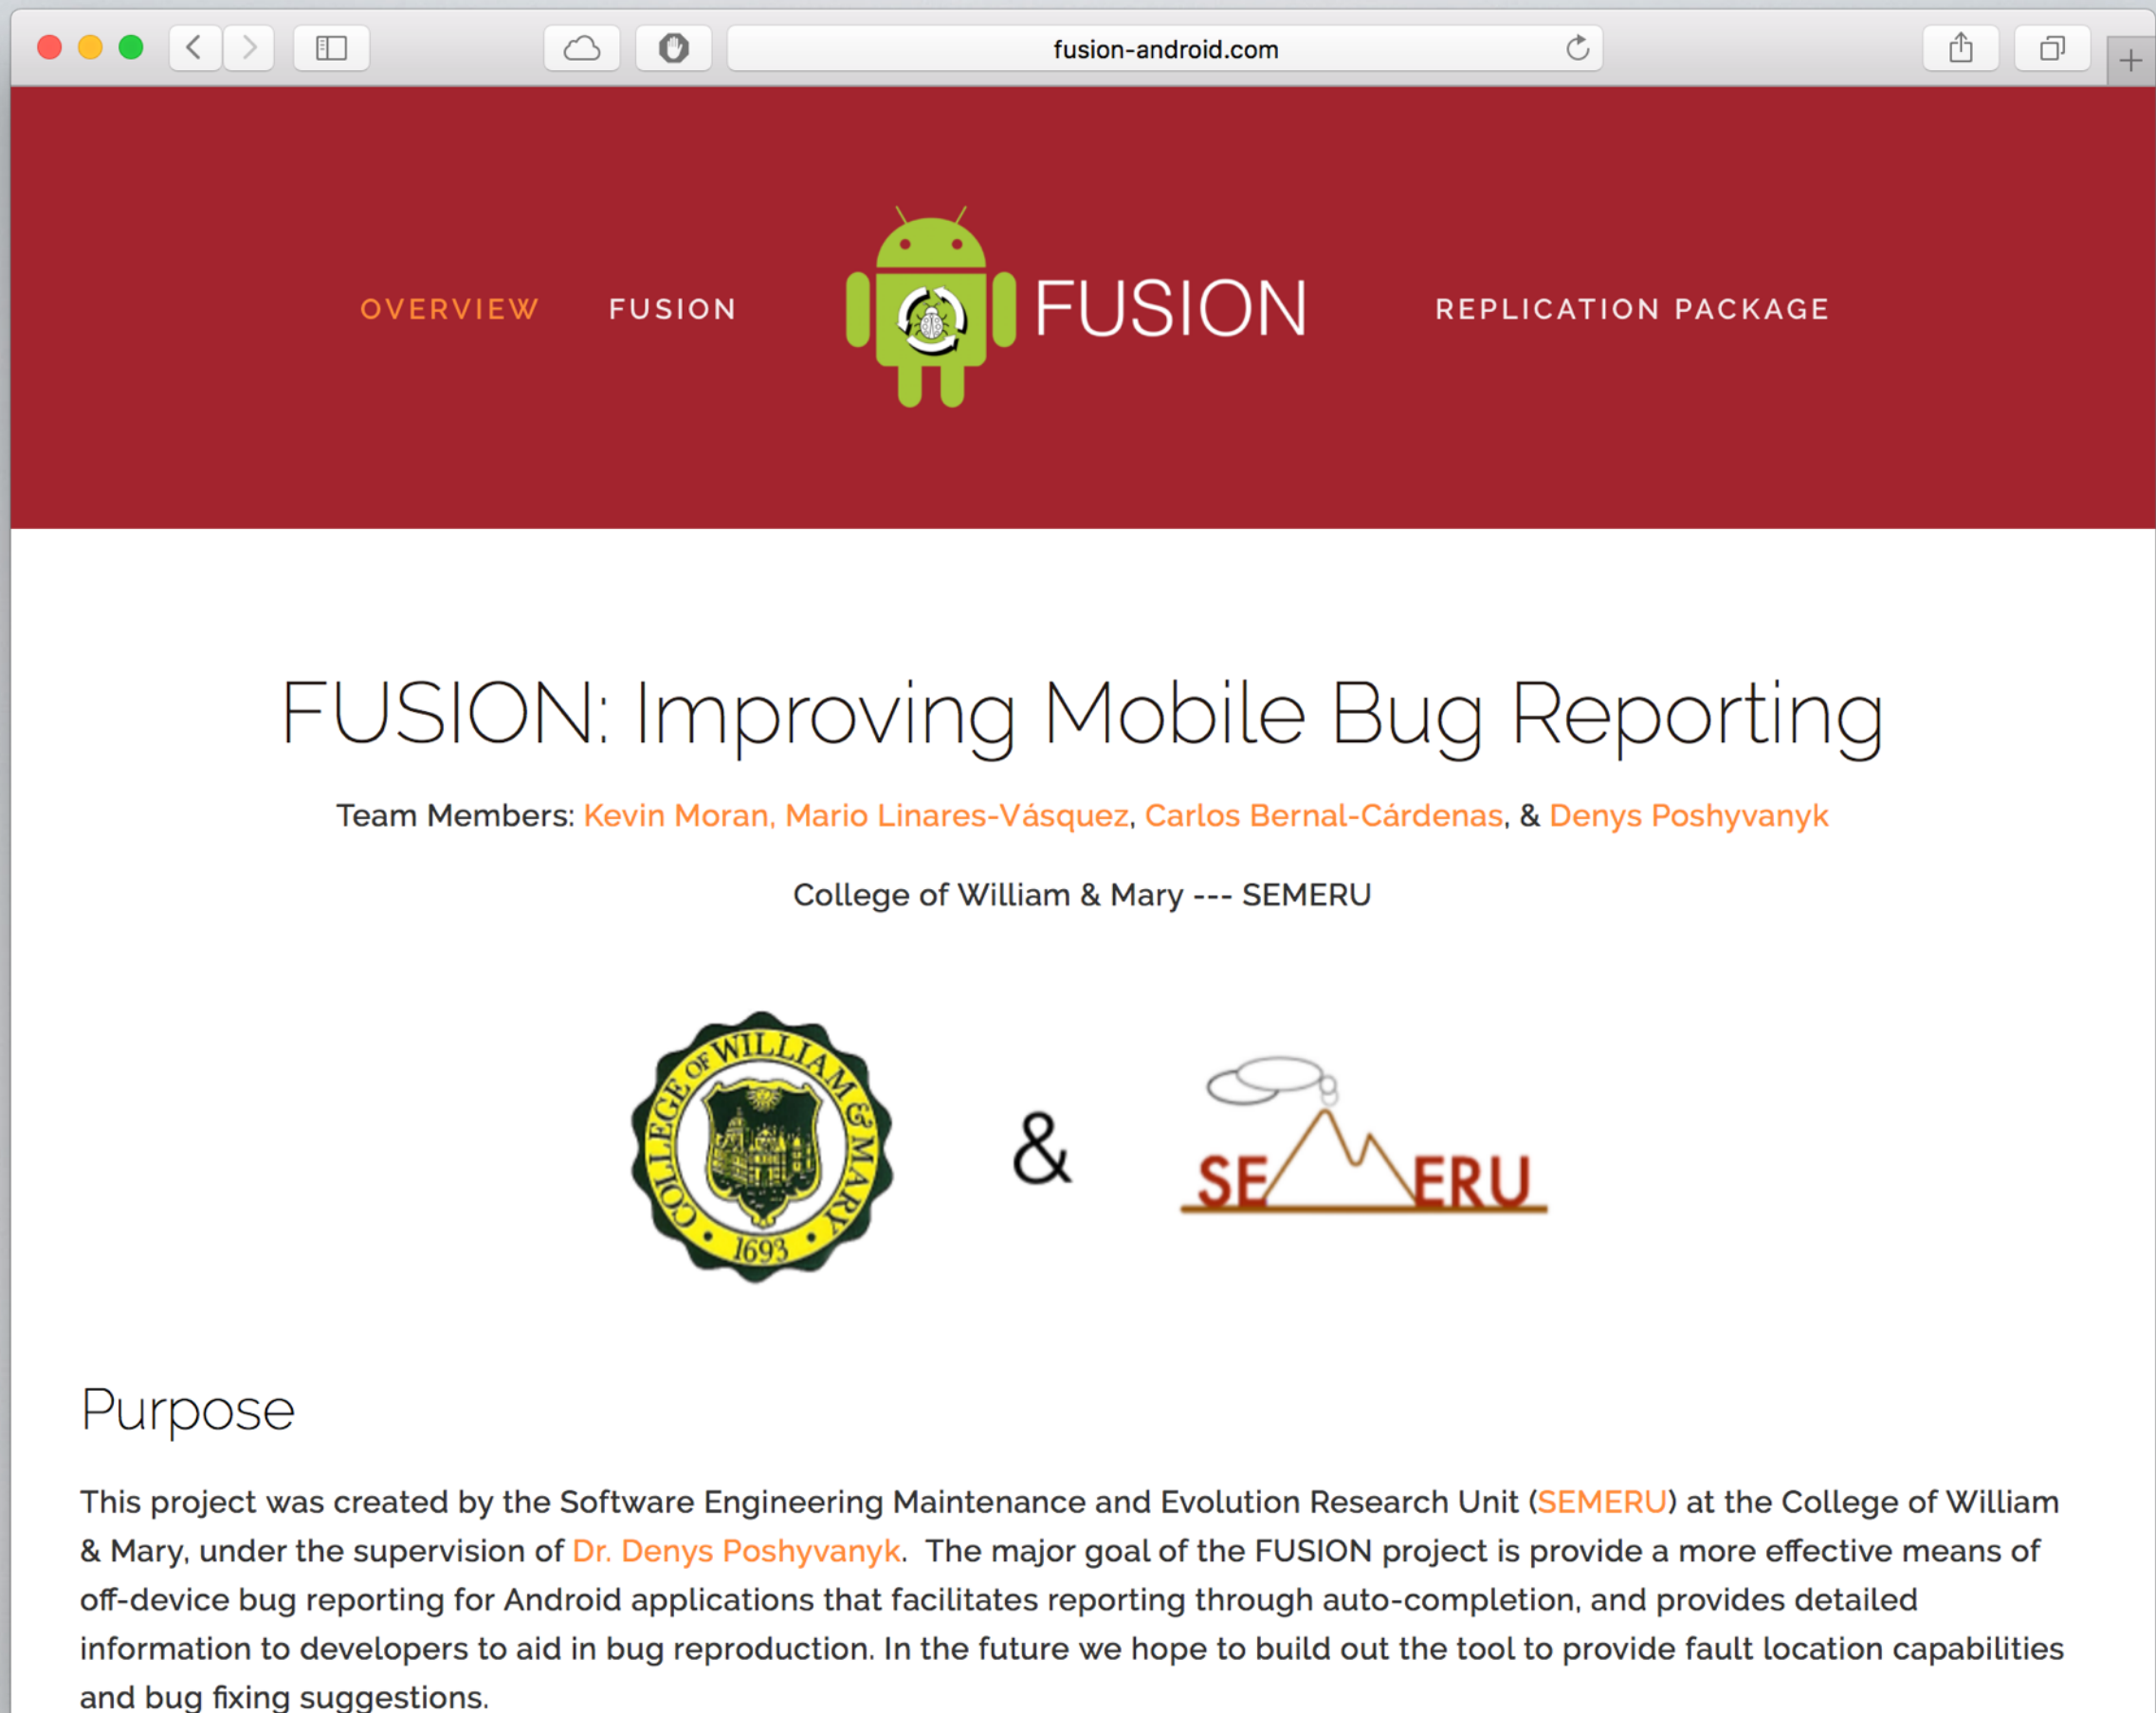 fusion-android.com
OVERVIEW
FUSION
FUSION
REPLICATION PACKAGE
FUSION: Improving Mobile Bug Reporting
Team Members: Kevin Moran, Mario Linares-Vásquez, Carlos Bernal-Cárdenas, & Denys Poshyvanyk
College of William & Mary --- SEMERU
COLLEGE OF WILLIAM & MARY
1693
&
SEMERU
Purpose
This project was created by the Software Engineering Maintenance and Evolution Research Unit (SEMERU) at the College of William
& Mary, under the supervision of Dr. Denys Poshyvanyk.  The major goal of the FUSION project is provide a more effective means of
off-device bug reporting for Android applications that facilitates reporting through auto-completion, and provides detailed
information to developers to aid in bug reproduction. In the future we hope to build out the tool to provide fault location capabilities
and bug fixing suggestions.